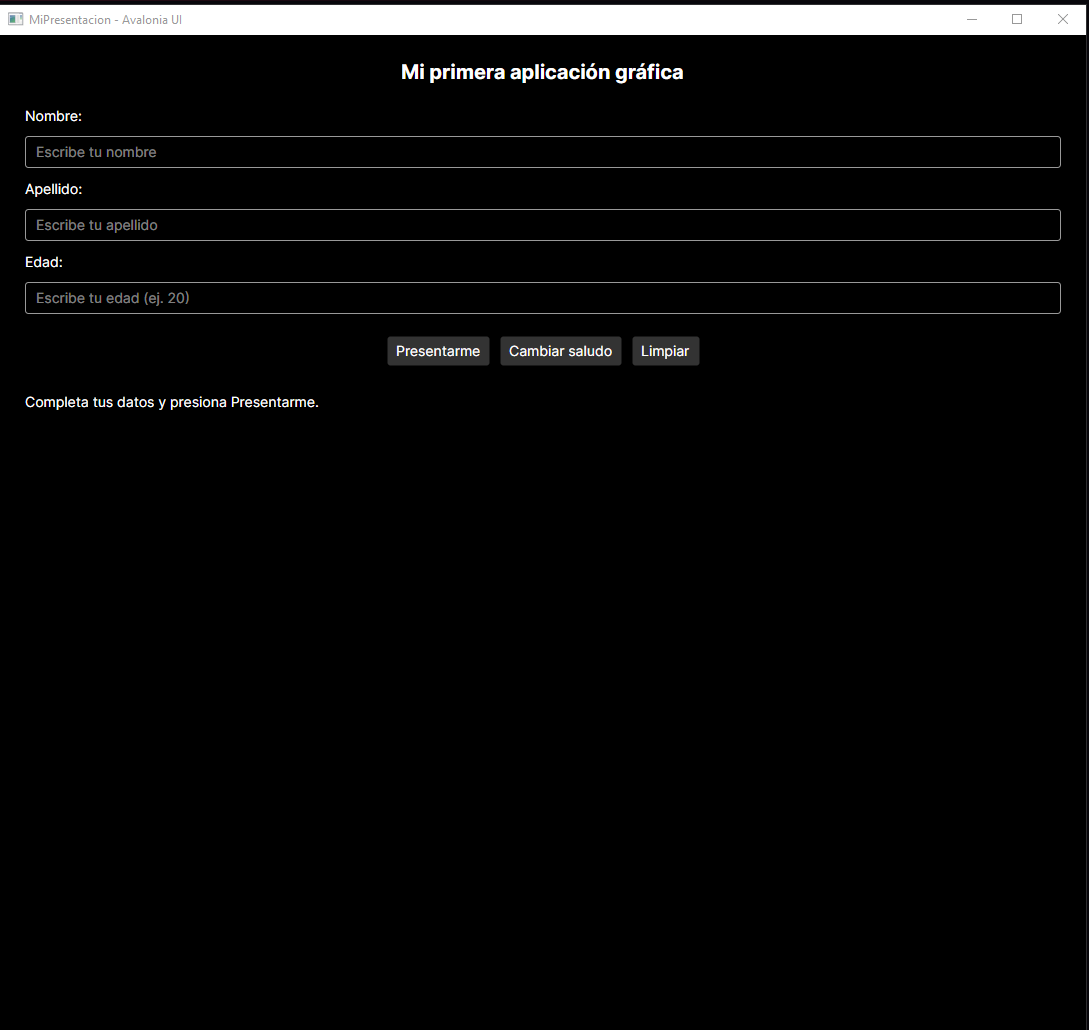 MiPresentacion - Avalonia UI
Mi primera aplicación gráfica
Nombre:
Escribe tu nombre
Apellido:
Escribe tu apellido
Edad:
Escribe tu edad (ej. 20)
Presentarme Cambiar saludo Limpiar
Completa tus datos y presiona Presentarme.